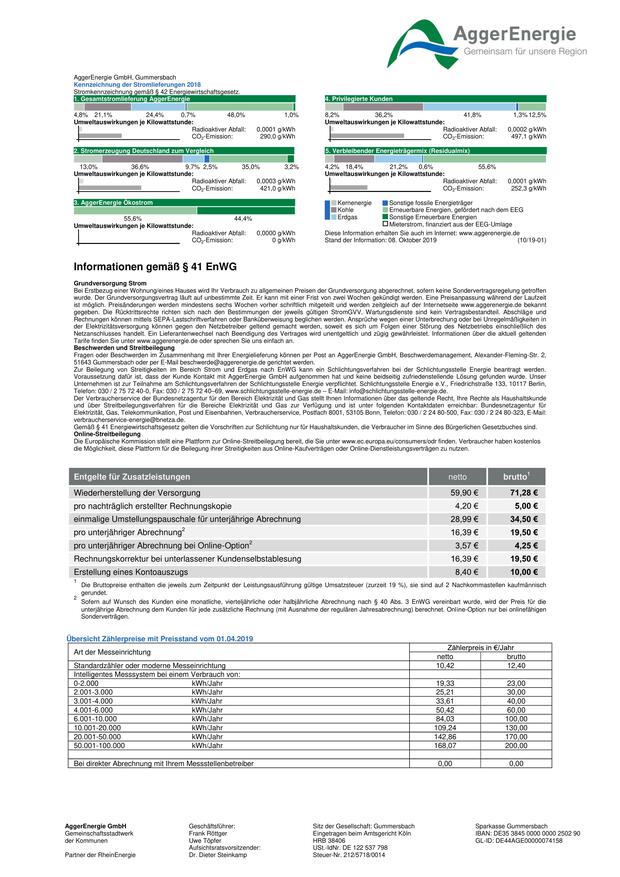 AggerEnergie
Gemeinsam für unsere Region
AggerEnergie GmbH, Gummersbach
Kennzeichnung der Stromlieferungen 2018
Stromkennzeichnung gemäß § 42 Energiewirtschaftsgesetz.
1. Gesamtstromlieferung AggerEnergie
4,8% 21,1% 24,4% 0,7% 48,0% 1,0%
Umweltauswirkungen je Kilowattstunde:
Radioaktiver Abfall: 0,0001 g/kWh
CO2-Emission: 290,0 g/kWh
2. Stromerzeugung Deutschland zum Vergleich
13,0% 36,6% 9,7% 2,5% 35,0% 3,2%
Umweltauswirkungen je Kilowattstunde:
Radioaktiver Abfall: 0,0003 g/kWh
CO2-Emission: 421,0 g/kWh
3. AggerEnergie Ökostrom
55,6% 44,4%
Umweltauswirkungen je Kilowattstunde:
Radioaktiver Abfall: 0,0000 g/kWh
CO2-Emission: 0 g/kWh
4. Privilegierte Kunden
8,2% 36,2% 41,8% 1,3% 12,5%
Umweltauswirkungen je Kilowattstunde:
Radioaktiver Abfall: 0,0002 g/kWh
CO2-Emission: 497,1 g/kWh
5. Verbleibender Energieträgermix (Residualmix)
4,2% 18,4% 21,2% 0,6% 55,6%
Umweltauswirkungen je Kilowattstunde:
Radioaktiver Abfall: 0,0001 g/kWh
CO2-Emission: 252,3 g/kWh
Kernenergie Sonstige fossile Energieträger
Kohle Erneuerbare Energien, gefördert nach dem EEG
Erdgas Sonstige Erneuerbare Energien
Mieterstrom, finanziert aus der EEG-Umlage
Diese Information erhalten Sie auch im Internet: www.aggerenergie.de
Stand der Information: 08. Oktober 2019 (10/19-01)
Informationen gemäß § 41 EnWG
Grundversorgung Strom
Bei Erstbezug einer Wohnung/eines Hauses wird Ihr Verbrauch zu allgemeinen Preisen der Grundversorgung abgerechnet, sofern keine Sondervertragsregelung getroffen
wurde. Der Grundversorgungsvertrag läuft auf unbestimmte Zeit. Er kann mit einer Frist von zwei Wochen gekündigt werden. Eine Preisanpassung während der Laufzeit
ist möglich. Preisänderungen werden mindestens sechs Wochen vorher schriftlich mitgeteilt und werden zeitgleich auf der Internetseite www.aggerenergie.de bekannt
gegeben. Die Rücktrittsrechte richten sich nach den Bestimmungen der jeweils gültigen StromGVV. Wartungsdienste sind kein Vertragsbestandteil. Abschläge und
Rechnungen können mittels SEPA-Lastschriftverfahren oder Banküberweisung beglichen werden. Ansprüche wegen einer Unterbrechung oder bei Unregelmäßigkeiten in
der Elektrizitätsversorgung können gegen den Netzbetreiber geltend gemacht werden, soweit es sich um Folgen einer Störung des Netzbetriebs einschließlich des
Netzanschlusses handelt. Ein Lieferantenwechsel nach Beendigung des Vertrages wird unentgeltlich und zügig gewährleistet. Informationen über die aktuell geltenden
Tarife finden Sie unter www.aggerenergie.de oder sprechen Sie uns einfach an.
Beschwerden und Streitbeilegung
Fragen oder Beschwerden im Zusammenhang mit Ihrer Energielieferung können per Post an AggerEnergie GmbH, Beschwerdemanagement, Alexander-Fleming-Str. 2,
51643 Gummersbach oder per E-Mail beschwerde@aggerenergie.de gerichtet werden.
Zur Beilegung von Streitigkeiten im Bereich Strom und Erdgas nach EnWG kann ein Schlichtungsverfahren bei der Schlichtungsstelle Energie beantragt werden.
Voraussetzung dafür ist, dass der Kunde Kontakt mit AggerEnergie GmbH aufgenommen hat und keine beidseitig zufriedenstellende Lösung gefunden wurde. Unser
Unternehmen ist zur Teilnahme am Schlichtungsverfahren der Schlichtungsstelle Energie verpflichtet. Schlichtungsstelle Energie e.V., Friedrichstraße 133, 10117 Berlin,
Telefon: 030 / 2 75 72 40-0, Fax: 030 / 2 75 72 40–69, www.schlichtungsstelle-energie.de – E-Mail: info@schlichtungsstelle-energie.de.
Der Verbraucherservice der Bundesnetzagentur für den Bereich Elektrizität und Gas stellt Ihnen Informationen über das geltende Recht, Ihre Rechte als Haushaltskunde
und über Streitbeilegungsverfahren für die Bereiche Elektrizität und Gas zur Verfügung und ist unter folgenden Kontaktdaten erreichbar: Bundesnetzagentur für
Elektrizität, Gas, Telekommunikation, Post und Eisenbahnen, Verbraucherservice, Postfach 8001, 53105 Bonn, Telefon: 030 / 2 24 80-500, Fax: 030 / 2 24 80-323, E-Mail:
verbraucherservice-energie@bnetza.de.
Gemäß § 41 Energiewirtschaftsgesetz gelten die Vorschriften zur Schlichtung nur für Haushaltskunden, die Verbraucher im Sinne des Bürgerlichen Gesetzbuches sind.
Online-Streitbeilegung
Die Europäische Kommission stellt eine Plattform zur Online-Streitbeilegung bereit, die Sie unter www.ec.europa.eu/consumers/odr finden. Verbraucher haben kostenlos
die Möglichkeit, diese Plattform für die Beilegung ihrer Streitigkeiten aus Online-Kaufverträgen oder Online-Dienstleistungsverträgen zu nutzen.
Entgelte für Zusatzleistungen netto brutto1
Wiederherstellung der Versorgung 59,90 € 71,28 €
pro nachträglich erstellter Rechnungskopie 4,20 € 5,00 €
einmalige Umstellungspauschale für unterjährige Abrechnung 28,99 € 34,50 €
pro unterjähriger Abrechnung2 16,39 € 19,50 €
pro unterjähriger Abrechnung bei Online-Option2 3,57 € 4,25 €
Rechnungskorrektur bei unterlassener Kundenselbstablesung 16,39 € 19,50 €
Erstellung eines Kontoauszugs 8,40 € 10,00 €
1 Die Bruttopreise enthalten die jeweils zum Zeitpunkt der Leistungsausführung gültige Umsatzsteuer (zurzeit 19 %), sie sind auf 2 Nachkommastellen kaufmännisch
gerundet.
2 Sofern auf Wunsch des Kunden eine monatliche, vierteljährliche oder halbjährliche Abrechnung nach § 40 Abs. 3 EnWG vereinbart wurde, wird der Preis für die
unterjährige Abrechnung dem Kunden für jede zusätzliche Rechnung (mit Ausnahme der regulären Jahresabrechnung) berechnet. Online-Option nur bei onlinefähigen
Sonderverträgen.
Übersicht Zählerpreise mit Preisstand vom 01.04.2019
Art der Messeinrichtung Zählerpreis in €/Jahr
netto brutto
Standardzähler oder moderne Messeinrichtung 10,42 12,40
Intelligentes Messsystem bei einem Verbrauch von:
0-2.000 kWh/Jahr 19,33 23,00
2.001-3.000 kWh/Jahr 25,21 30,00
3.001-4.000 kWh/Jahr 33,61 40,00
4.001-6.000 kWh/Jahr 50,42 60,00
6.001-10.000 kWh/Jahr 84,03 100,00
10.001-20.000 kWh/Jahr 109,24 130,00
20.001-50.000 kWh/Jahr 142,86 170,00
50.001-100.000 kWh/Jahr 168,07 200,00
Bei direkter Abrechnung mit Ihrem Messstellenbetreiber 0,00 0,00
AggerEnergie GmbH
Gemeinschaftsstadtwerk
der Kommunen
Partner der RheinEnergie
Geschäftsführer:
Frank Röttger
Uwe Töpfer
Aufsichtsratsvorsitzender:
Dr. Dieter Steinkamp
Sitz der Gesellschaft: Gummersbach
Eingetragen beim Amtsgericht Köln
HRB 38406
USt.-IdNr. DE 122 537 798
Steuer-Nr. 212/5718/0014
Sparkasse Gummersbach
IBAN: DE35 3845 0000 0000 2502 90
GL-ID: DE44AGE00000074158